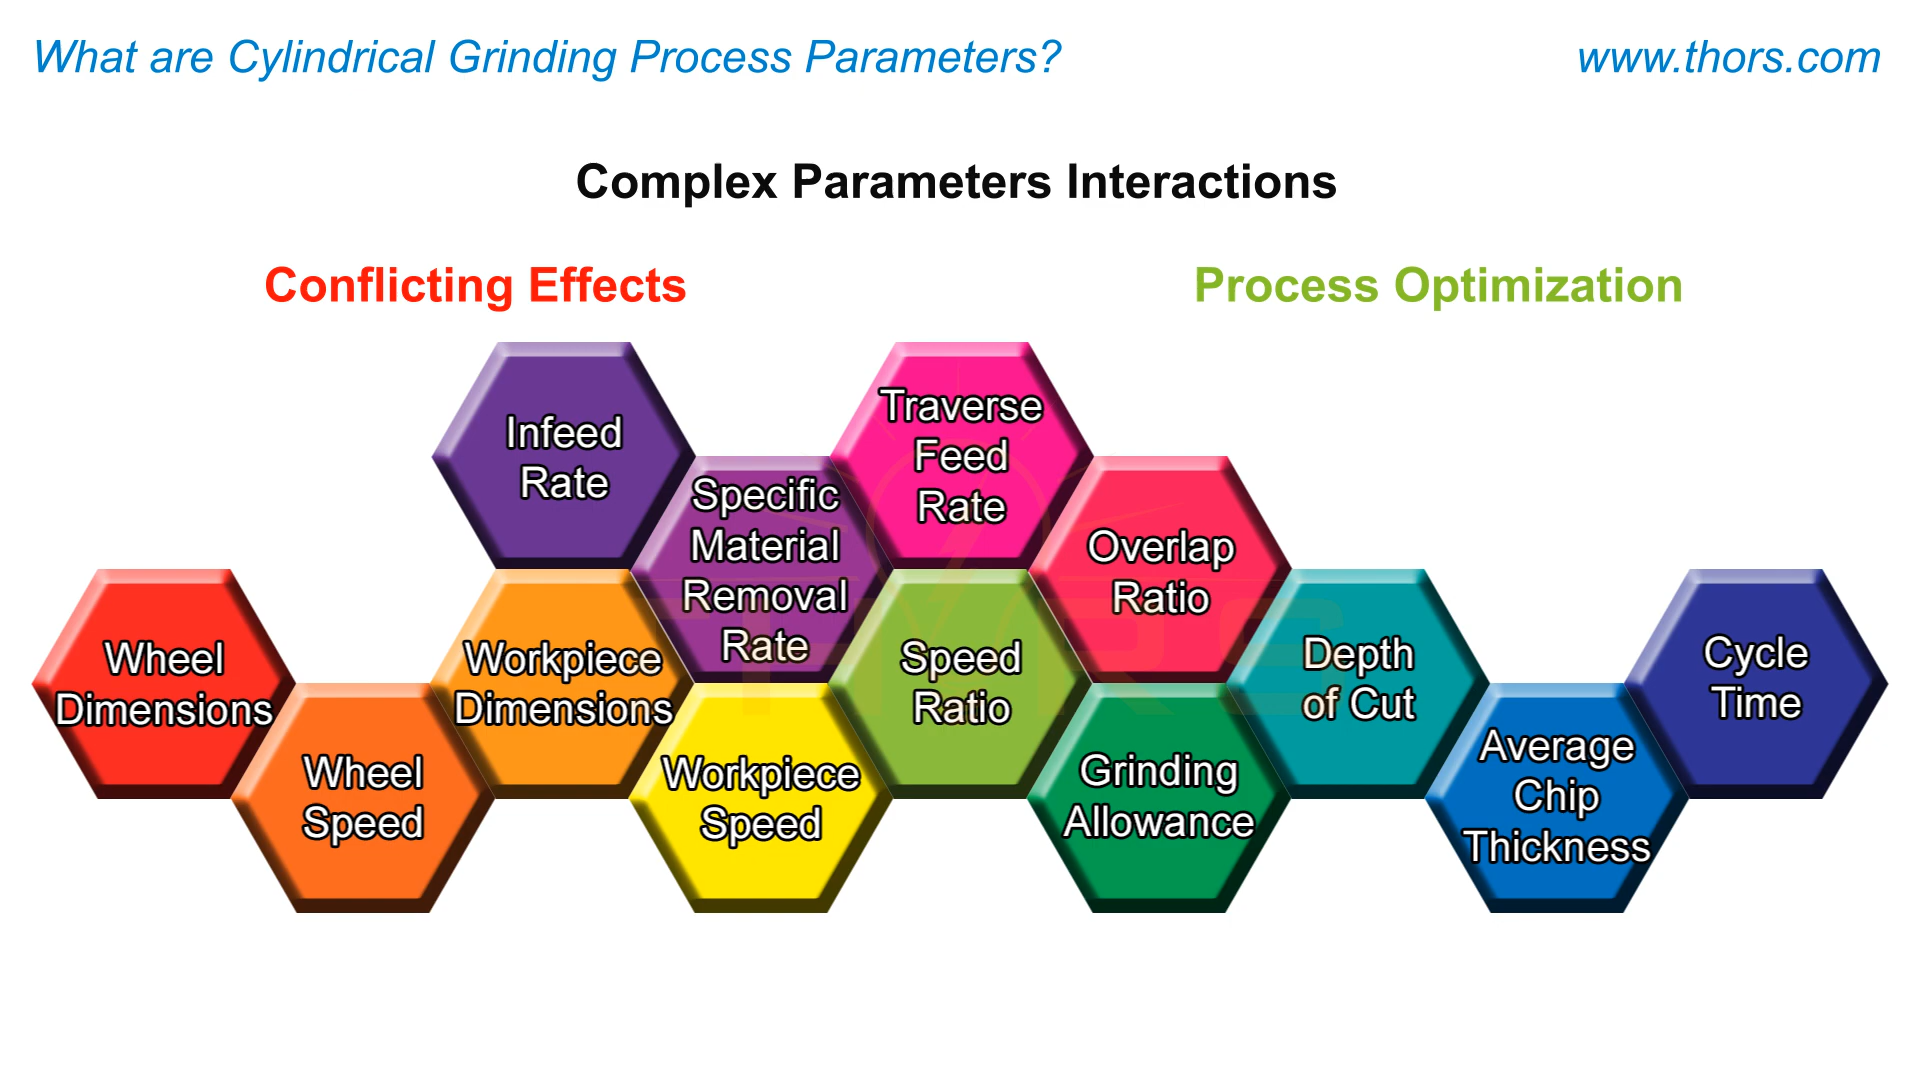 What are Cylindrical Grinding Process Parameters?
www.thors.com
Complex Parameters Interactions
Conflicting Effects
Process Optimization
Infeed
Rate
Traverse
Feed
Rate
Specific
Material
Removal
Rate
Overlap
Ratio
Wheel
Dimensions
Workpiece
Dimensions
Speed
Ratio
Depth
of Cut
Cycle
Time
Wheel
Speed
Workpiece
Speed
Grinding
Allowance
Average
Chip
Thickness
THORS